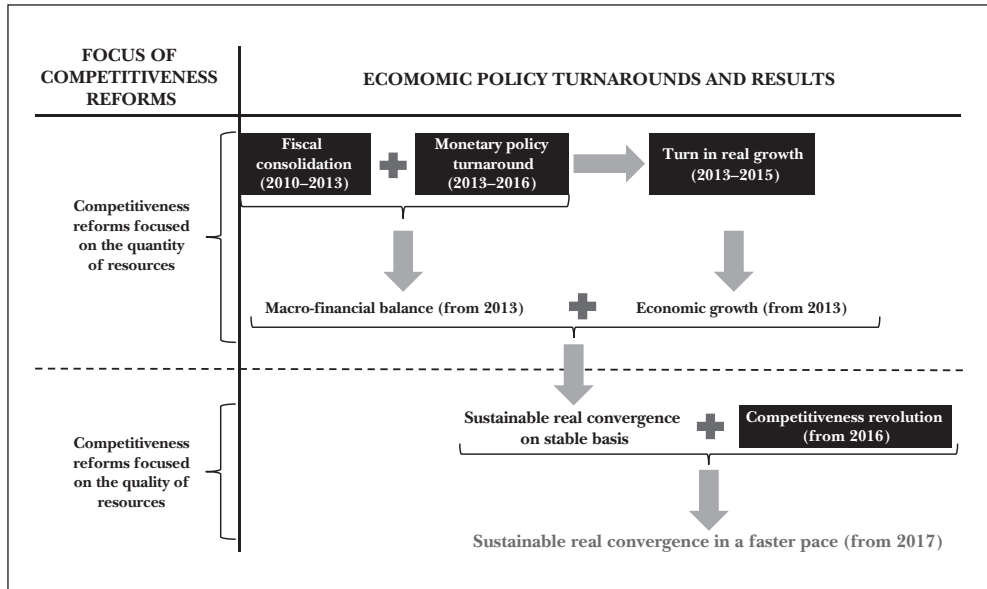 FOCUS OF
COMPETITIVENESS
REFORMS
ECOMOMIC POLICY TURNAROUNDS AND RESULTS
Competitiveness
reforms focused
on the quantity
of resources
Fiscal
consolidation
(2010–2013)
Monetary policy
turnaround
(2013–2016)
Turn in real growth
(2013–2015)
Macro-financial balance (from 2013)
Economic growth (from 2013)
Competitiveness
reforms focused
on the quality of
resources
Sustainable real convergence
on stable basis
Competitiveness revolution
(from 2016)
Sustainable real convergence in a faster pace (from 2017)